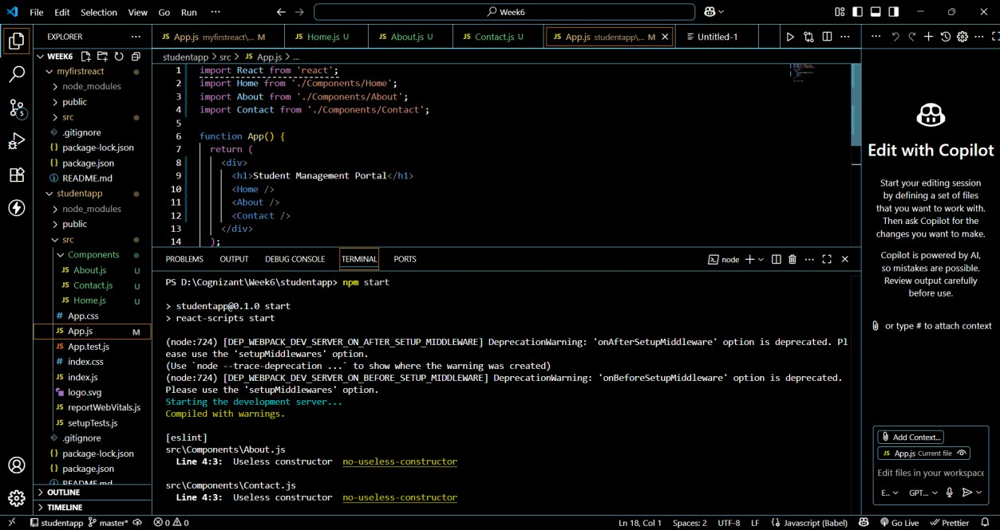 File Edit Selection View Go Run ···
Week6
EXPLORER ···
WEEK6
myfirstreact
node_modules
public
src
.gitignore
{} package-lock.json
{} package.json
README.md
studentapp
node_modules
public
src
Components
JS About.js U
JS Contact.js U
JS Home.js U
# App.css
JS App.js M
JS App.test.js
# index.css
JS index.js
logo.svg
JS reportWebVitals.js
JS setupTests.js
.gitignore
{} package-lock.json
{} package.json
README.md
OUTLINE
TIMELINE
JS App.js myfirstreact\... M
JS Home.js U
JS About.js U
JS Contact.js U
JS App.js studentapp\... M
Untitled-1
studentapp > src > JS App.js > ...
1 import React from 'react';
2 import Home from './Components/Home';
3 import About from './Components/About';
4 import Contact from './Components/Contact';
5
6 function App() {
7 return (
8 <div>
9 <h1>Student Management Portal</h1>
10 <Home />
11 <About />
12 <Contact />
13 </div>
14 );
PROBLEMS OUTPUT DEBUG CONSOLE TERMINAL PORTS
node
PS D:\Cognizant\Week6\studentapp> npm start
> studentapp@0.1.0 start
> react-scripts start
(node:724) [DEP_WEBPACK_DEV_SERVER_ON_AFTER_SETUP_MIDDLEWARE] DeprecationWarning: 'onAfterSetupMiddleware' option is deprecated. Pl
ease use the 'setupMiddlewares' option.
(Use `node --trace-deprecation ...` to show where the warning was created)
(node:724) [DEP_WEBPACK_DEV_SERVER_ON_BEFORE_SETUP_MIDDLEWARE] DeprecationWarning: 'onBeforeSetupMiddleware' option is deprecated.
Please use the 'setupMiddlewares' option.
Starting the development server...
Compiled with warnings.
[eslint]
src\Components\About.js
Line 4:3: Useless constructor no-useless-constructor
src\Components\Contact.js
Line 4:3: Useless constructor no-useless-constructor
Edit with Copilot
Start your editing session
by defining a set of files
that you want to work with.
Then ask Copilot for the
changes you want to make.
Copilot is powered by AI,
so mistakes are possible.
Review output carefully
before use.
or type # to attach context
Add Context...
JS App.js Current file
Edit files in your workspace
E... GPT...
5
studentapp master* 0 0
Ln 18, Col 1 Spaces: 2 UTF-8 LF {} Javascript (Babel) Go Live Prettier